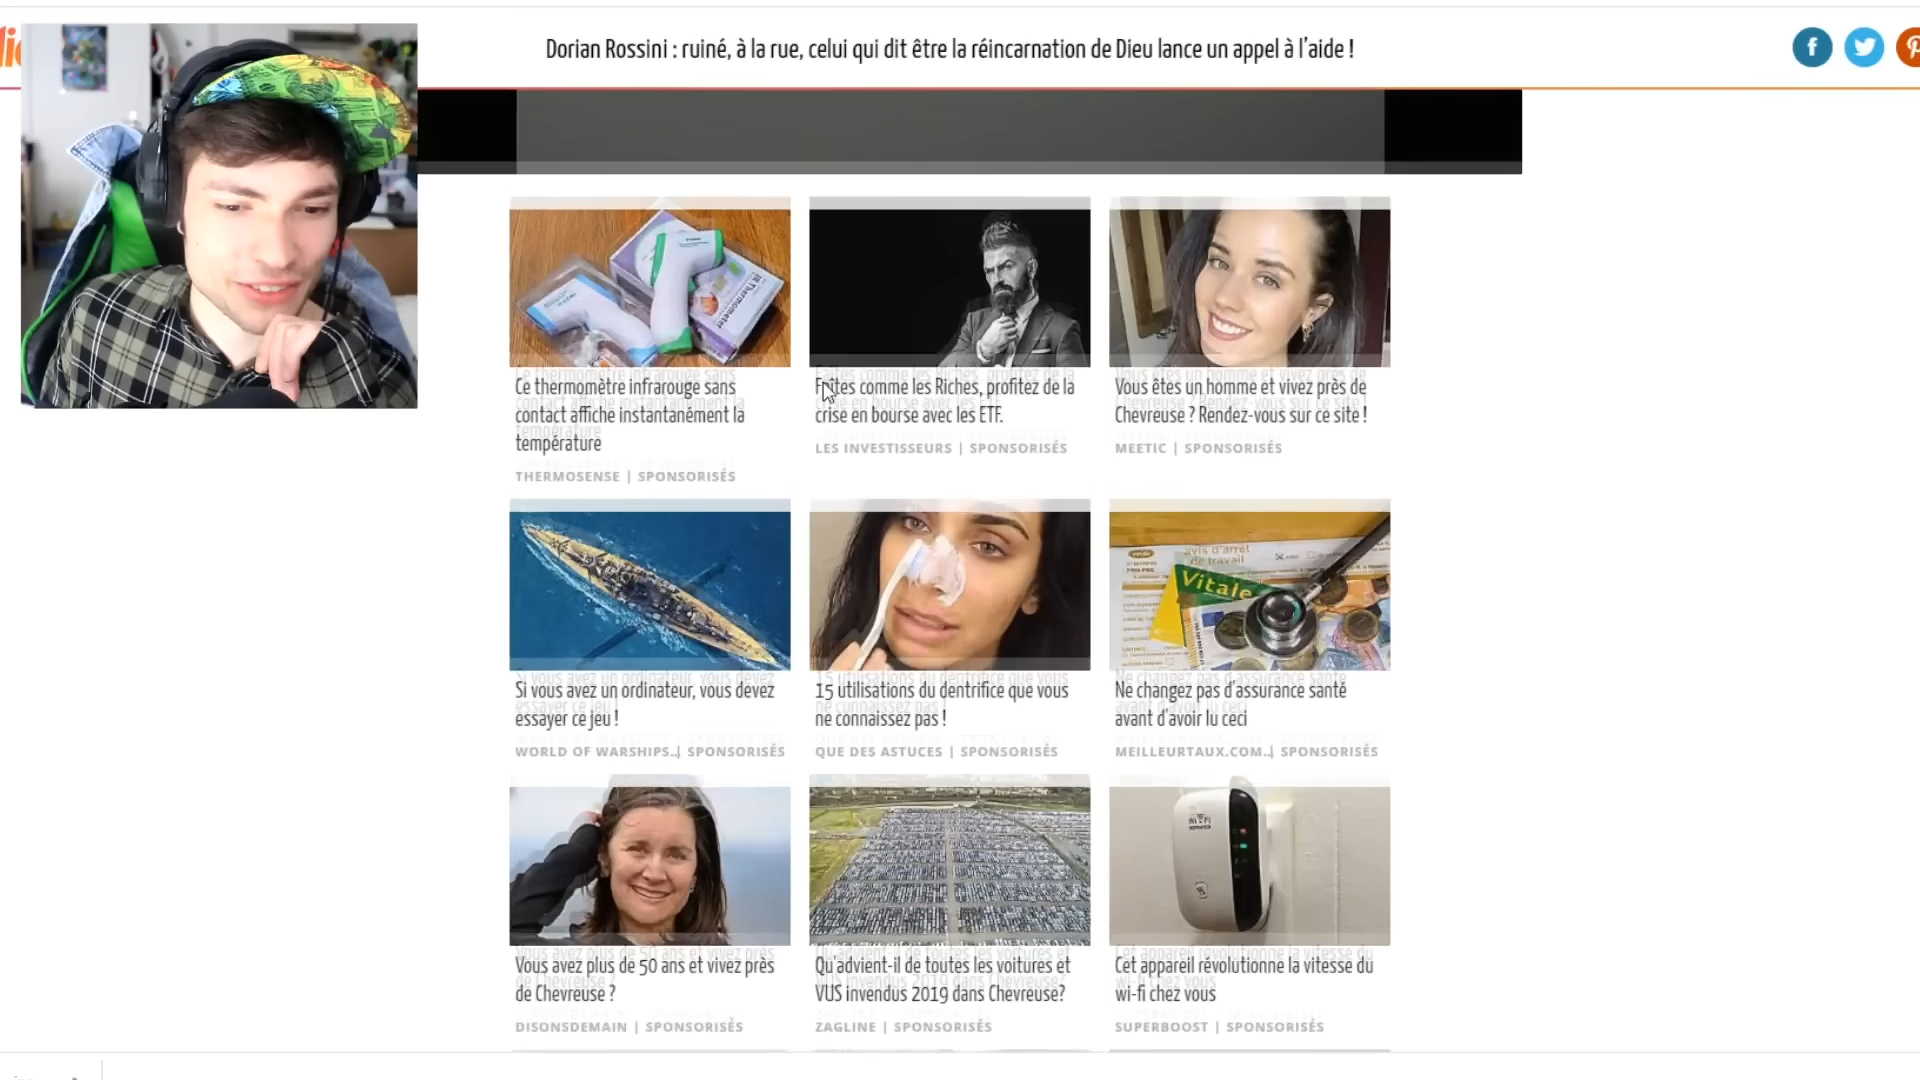 Dorian Rossini : ruiné, à la rue, celui qui dit être la réincarnation de Dieu lance un appel à l'aide !
Ce thermomètre infrarouge sans
contact affiche instantanément la
température
THERMOSENSE | SPONSORISÉS
Faites comme les Riches, profitez de la
crise en bourse avec les ETF.
LES INVESTISSEURS | SPONSORISÉS
Vous êtes un homme et vivez près de
Chevreuse ? Rendez-vous sur ce site !
MEETIC | SPONSORISÉS
avis d'arrêt
de travail
Vitale
Si vous avez un ordinateur, vous devez
essayer ce jeu !
WORLD OF WARSHIPS...| SPONSORISÉS
15 utilisations du dentrifice que vous
ne connaissez pas !
QUE DES ASTUCES | SPONSORISÉS
Ne changez pas d'assurance santé
avant d'avoir lu ceci
MEILLEURTAUX.COM...| SPONSORISÉS
Vous avez plus de 50 ans et vivez près
de Chevreuse ?
DISONSDEMAIN | SPONSORISÉS
Qu'advient-il de toutes les voitures et
VUS invendus 2019 dans Chevreuse?
ZAGLINE | SPONSORISÉS
Cet appareil révolutionne la vitesse du
wi-fi chez vous
SUPERBOOST | SPONSORISÉS